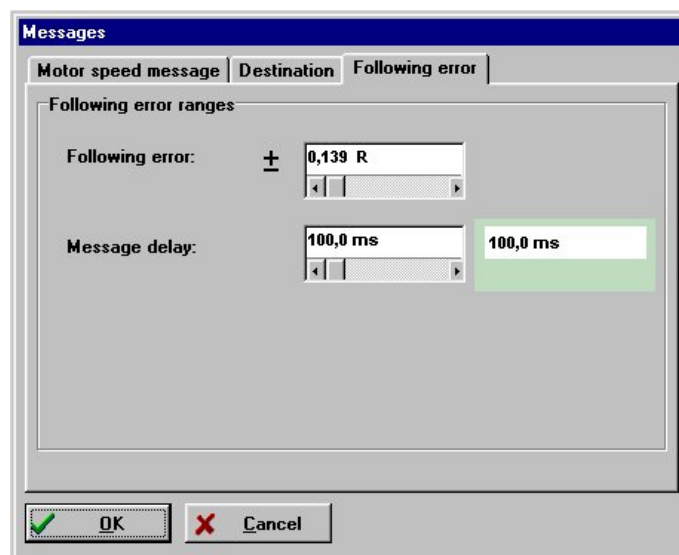 Messages
Motor speed message Destination Following error
Following error ranges
Following error: ± 0,139 R
Message delay: 100,0 ms 100,0 ms
OK Cancel